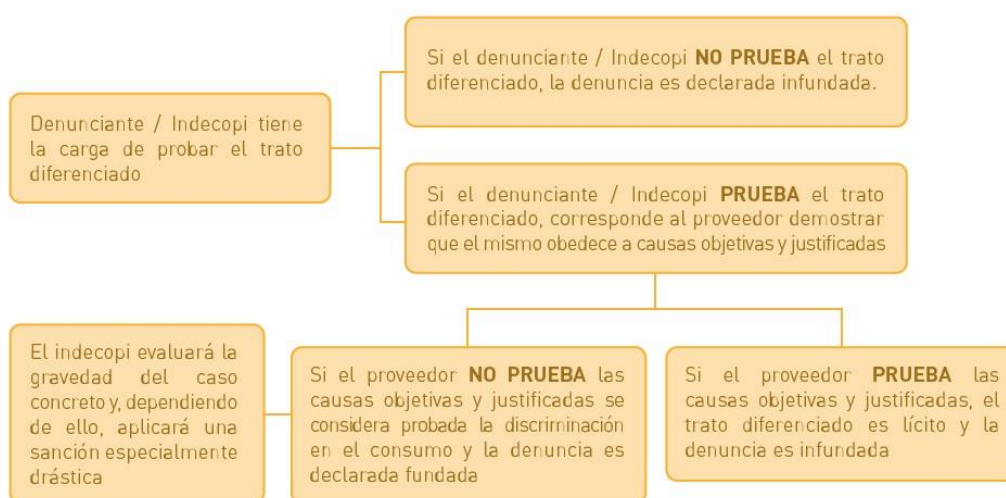 Denunciante / Indecopi tiene
la carga de probar el trato
diferenciado
Si el denunciante / Indecopi NO PRUEBA el trato
diferenciado, la denuncia es declarada infundada.
Si el denunciante / Indecopi PRUEBA el trato
diferenciado, corresponde al proveedor demostrar
que el mismo obedece a causas objetivas y justificadas
El indecopi evaluará la
gravedad del caso
concreto y, dependiendo
de ello, aplicará una
sanción especialmente
drástica
Si el proveedor NO PRUEBA las
causas objetivas y justificadas se
considera probada la discriminación
en el consumo y la denuncia es
declarada fundada
Si el proveedor PRUEBA las
causas objetivas y justificadas, el
trato diferenciado es lícito y la
denuncia es infundada